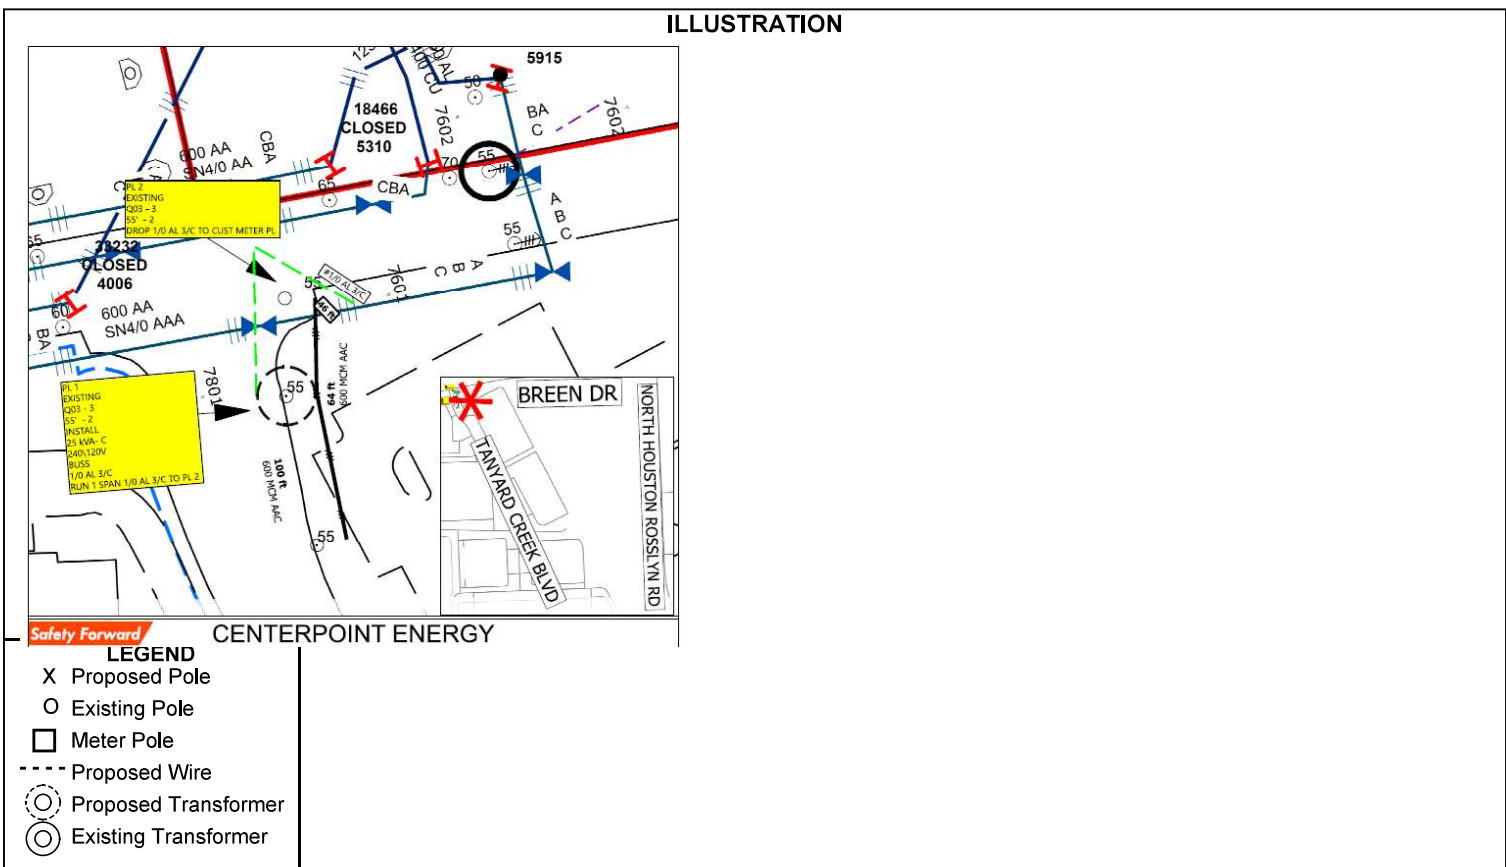 ILLUSTRATION
5915
18466
CLOSED
5310
7602
BA
C
7602
CBA
600 AA
SN4/0 AA
50
55
70
65
CBA
A
B
C
55
PL 2
EXISTING
Q03 - 3
55' - 2
DROP 1/0 AL 3/C TO CUST METER PL
65
33232
CLOSED
4006
60
600 AA
SN4/0 AAA
BA
#1/0 AL 3/C
46 ft
A
B
C
7601
64 ft
600 MCM AAC
55
7801
PL 1
EXISTING
Q03 - 3
55' - 2
INSTALL
25 kVA- C
240\120V
BUSS
1/0 AL 3/C
RUN 1 SPAN 1/0 AL 3/C TO PL 2
100 ft
600 MCM AAC
55
BREEN DR
TANYARD CREEK BLVD
NORTH HOUSTON ROSSLYN RD
Safety Forward
CENTERPOINT ENERGY
LEGEND
X Proposed Pole
O Existing Pole
Meter Pole
Proposed Wire
Proposed Transformer
Existing Transformer